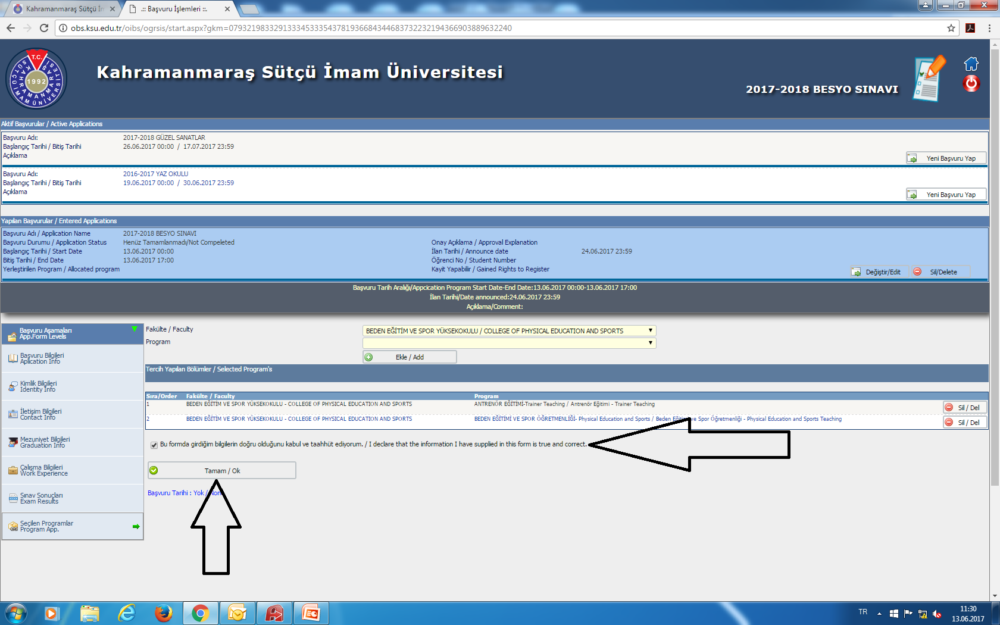 Kahramanmaraş Sütçü İm
.:: Başvuru İşlemleri ::.
obs.ksu.edu.tr/oibs/ogrsis/start.aspx?gkm=079321983329133345333543781936684344683732232194366903889632240
T.C.
KAHRAMANMARAŞ SÜTÇÜ İMAM ÜNİVERSİTESİ
1992
Kahramanmaraş Sütçü İmam Üniversitesi
2017-2018 BESYO SINAVI
Aktif Başvurular / Active Applications
Başvuru Adı: 2017-2018 GÜZEL SANATLAR
Başlangıç Tarihi / Bitiş Tarihi 26.06.2017 00:00 / 17.07.2017 23:59
Açıklama
Yeni Başvuru Yap
Başvuru Adı: 2016-2017 YAZ OKULU
Başlangıç Tarihi / Bitiş Tarihi 19.06.2017 00:00 / 30.06.2017 23:59
Açıklama
Yeni Başvuru Yap
Yapılan Başvurular / Entered Applications
Başvuru Adı / Application Name 2017-2018 BESYO SINAVI
Başvuru Durumu / Application Status Henüz Tamamlanmadı/Not Compeleted Onay Açıklama / Approval Explanation
Başlangıç Tarihi / Start Date 13.06.2017 00:00 İlan Tarihi / Announce date 24.06.2017 23:59
Bitiş Tarihi / End Date 13.06.2017 17:00 Öğrenci No / Student Number
Yerleştirilen Program / Allocated program Kayit Yapabilir / Gained Rights to Register
Değiştir/Edit Sil/Delete
Başvuru Tarih Aralığı/Appcication Program Start Date-End Date:13.06.2017 00:00-13.06.2017 17:00
İlan Tarihi/Date announced:24.06.2017 23:59
Açıklama/Comment:
Başvuru Aşamaları
App.Form Levels
Başvuru Bilgileri
Aplication Info
Kimlik Bilgileri
Identity Info
İletişim Bilgileri
Contact Info
Mezuniyet Bilgileri
Graduation Info
Çalışma Bilgileri
Work Experience
Sınav Sonuçları
Exam Results
Seçilen Programlar
Program App.
Fakülte / Faculty BEDEN EĞİTİM VE SPOR YÜKSEKOKULU / COLLEGE OF PHYSICAL EDUCATION AND SPORTS
Program
Ekle / Add
Tercih Yapılan Bölümler / Selected Program's
Sıra/Order Fakülte / Faculty Program
1 BEDEN EĞİTİM VE SPOR YÜKSEKOKULU - COLLEGE OF PHYSICAL EDUCATION AND SPORTS ANTRENÖR EĞİTİMİ-Trainer Teaching / Antrenör Eğitimi - Trainer Teaching Sil / Del
2 BEDEN EĞİTİM VE SPOR YÜKSEKOKULU - COLLEGE OF PHYSICAL EDUCATION AND SPORTS BEDEN EĞİTİMİ VE SPOR ÖĞRETMENLİĞİ- Physical Education and Sports / Beden Eğitimi ve Spor Öğretmenliği - Physical Education and Sports Teaching Sil / Del
Bu formda girdiğim bilgilerin doğru olduğunu kabul ve taahhüt ediyorum. / I declare that the information I have supplied in this form is true and correct.
Tamam / Ok
Başvuru Tarihi : Yok / None
TR
11:30
13.06.2017